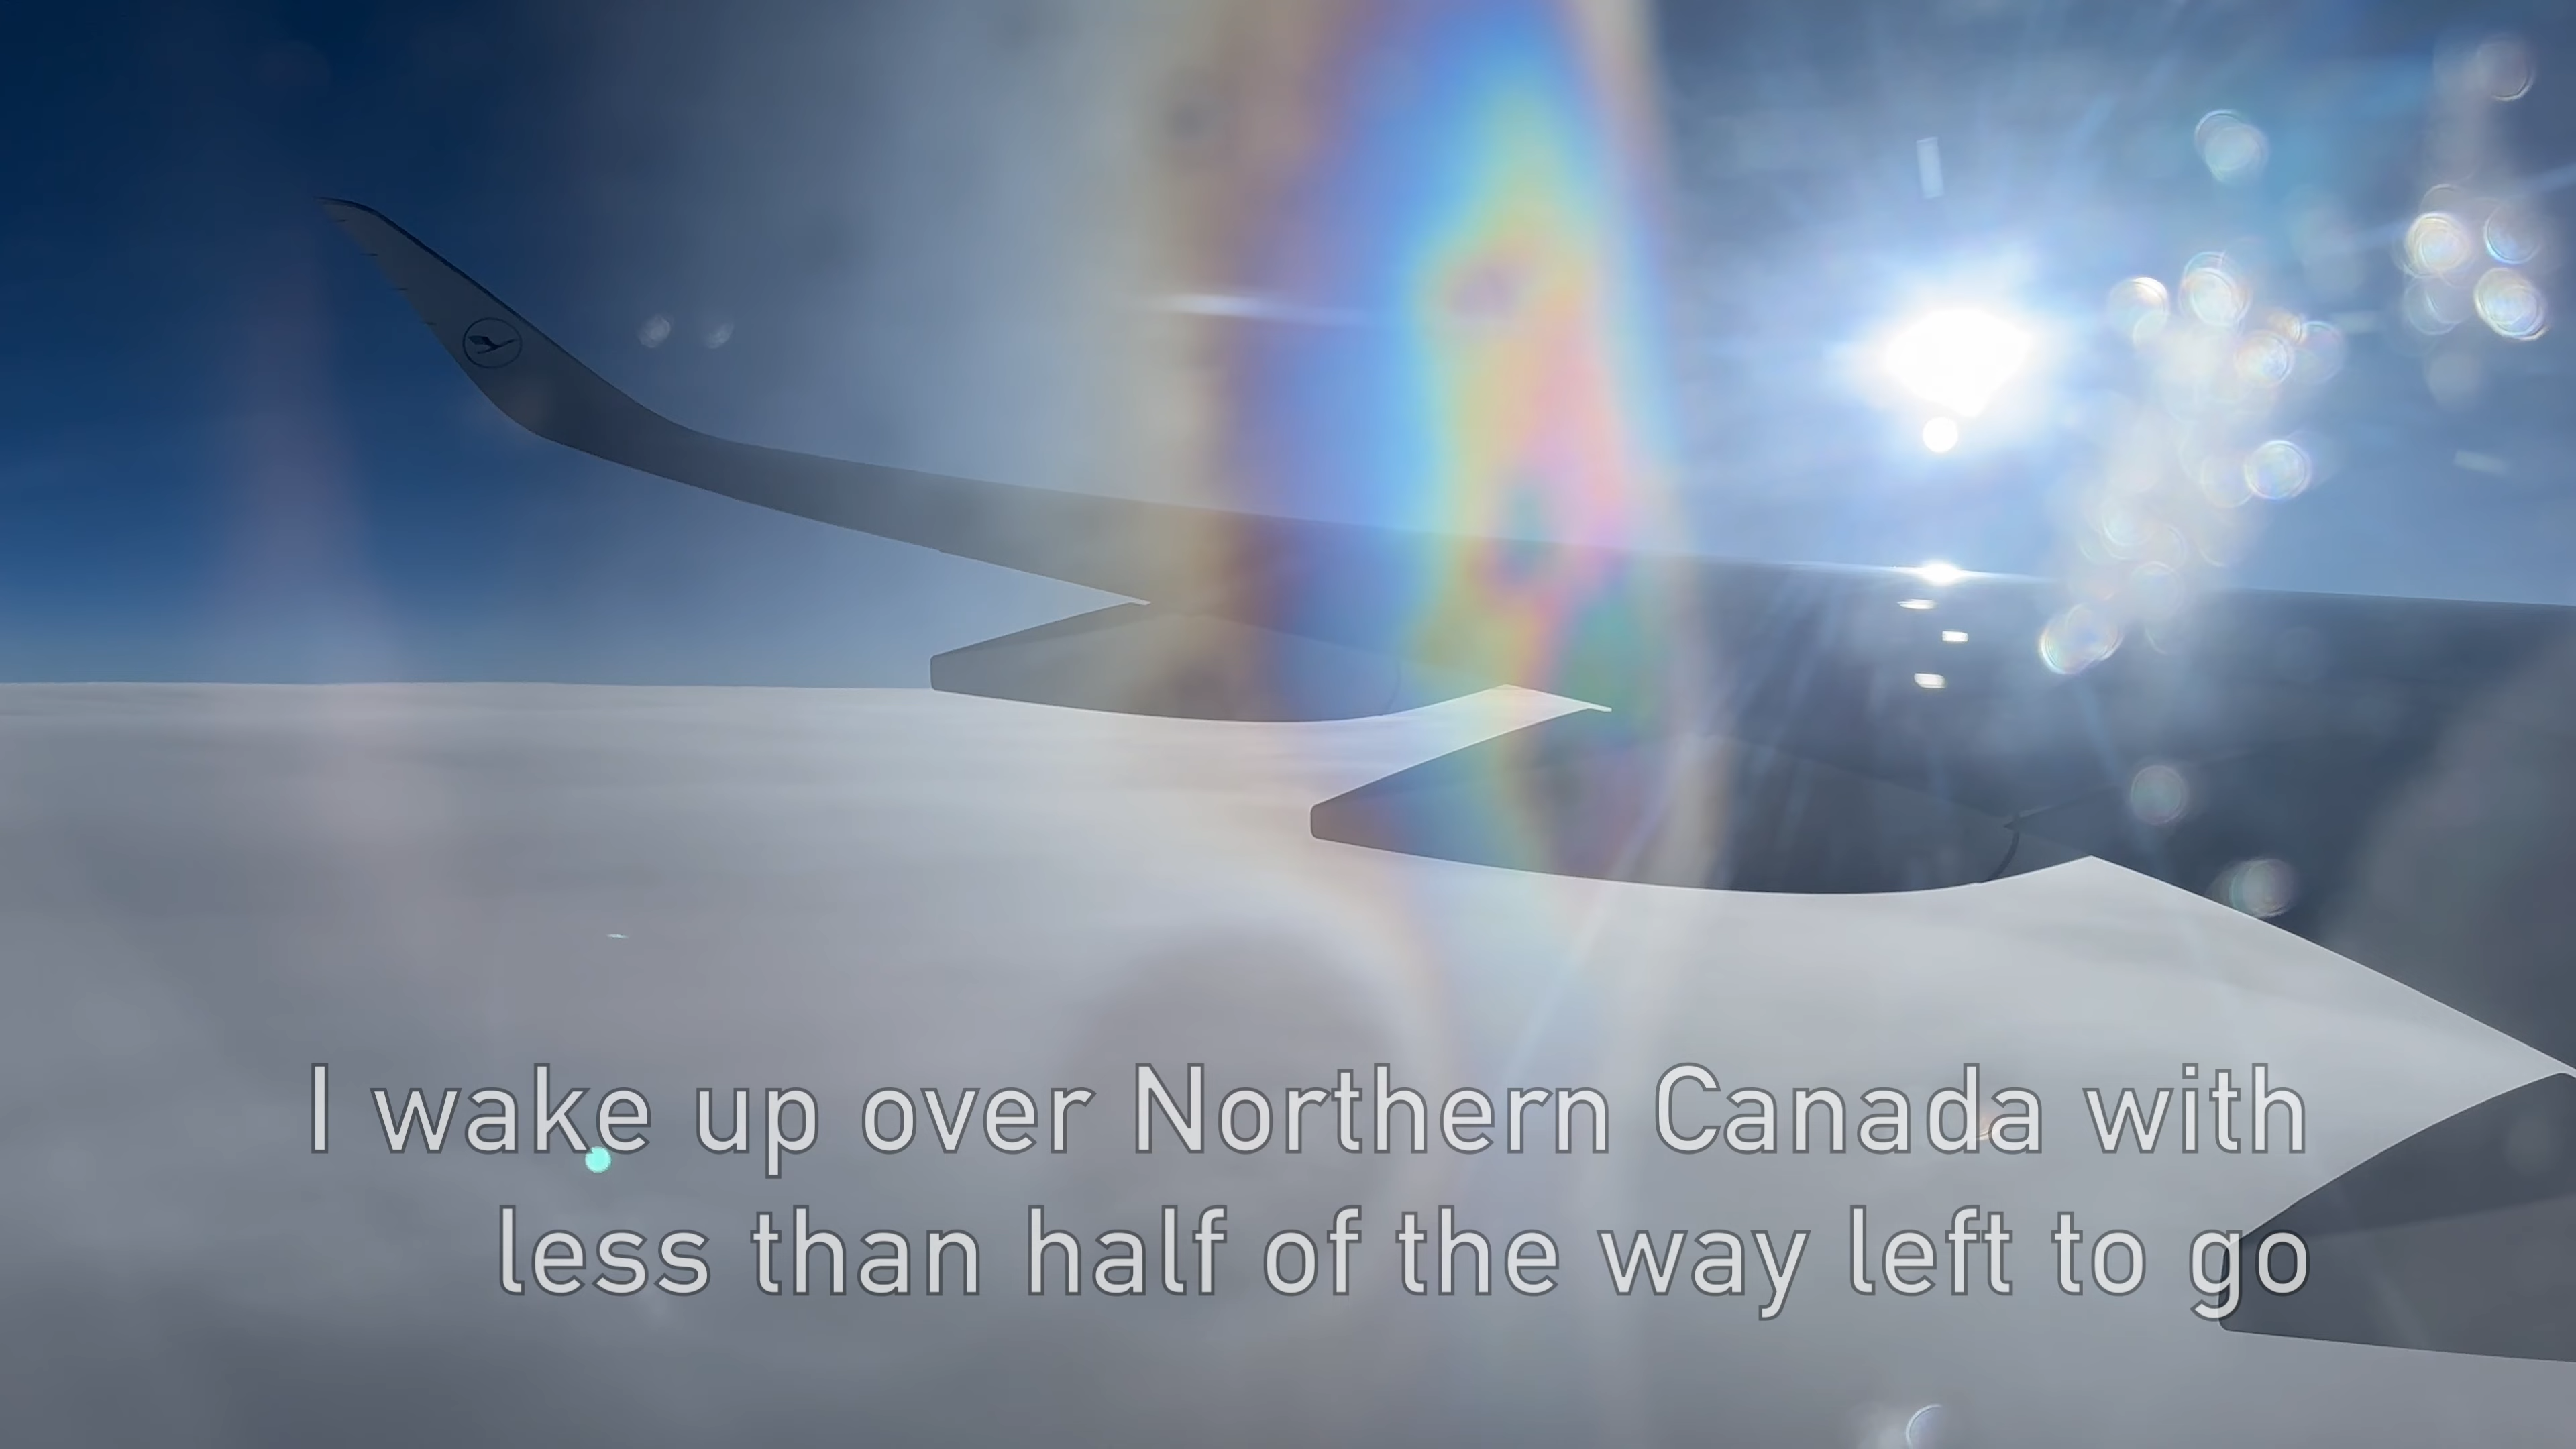 I wake up over Northern Canada with
less than half of the way left to go